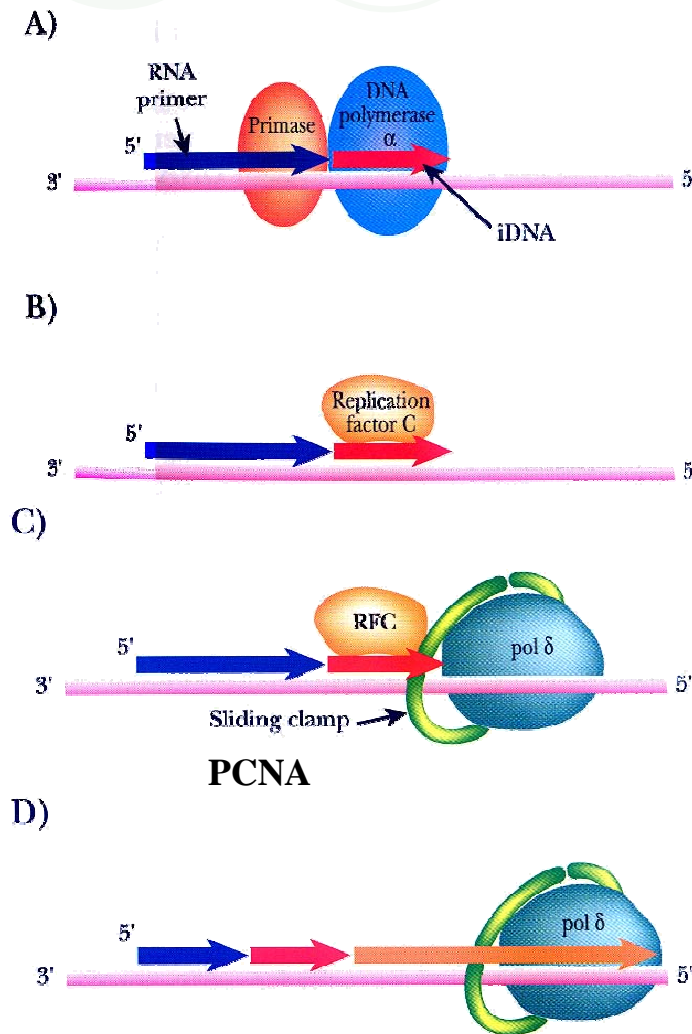 A)
RNA
primer
5'
Primase
DNA
polymerase
α
3'
5
iDNA
B)
5'
Replication
factor C
3'
5
C)
5'
RFC
pol δ
3'
5'
Sliding clamp
PCNA
D)
5'
pol δ
3'
5'